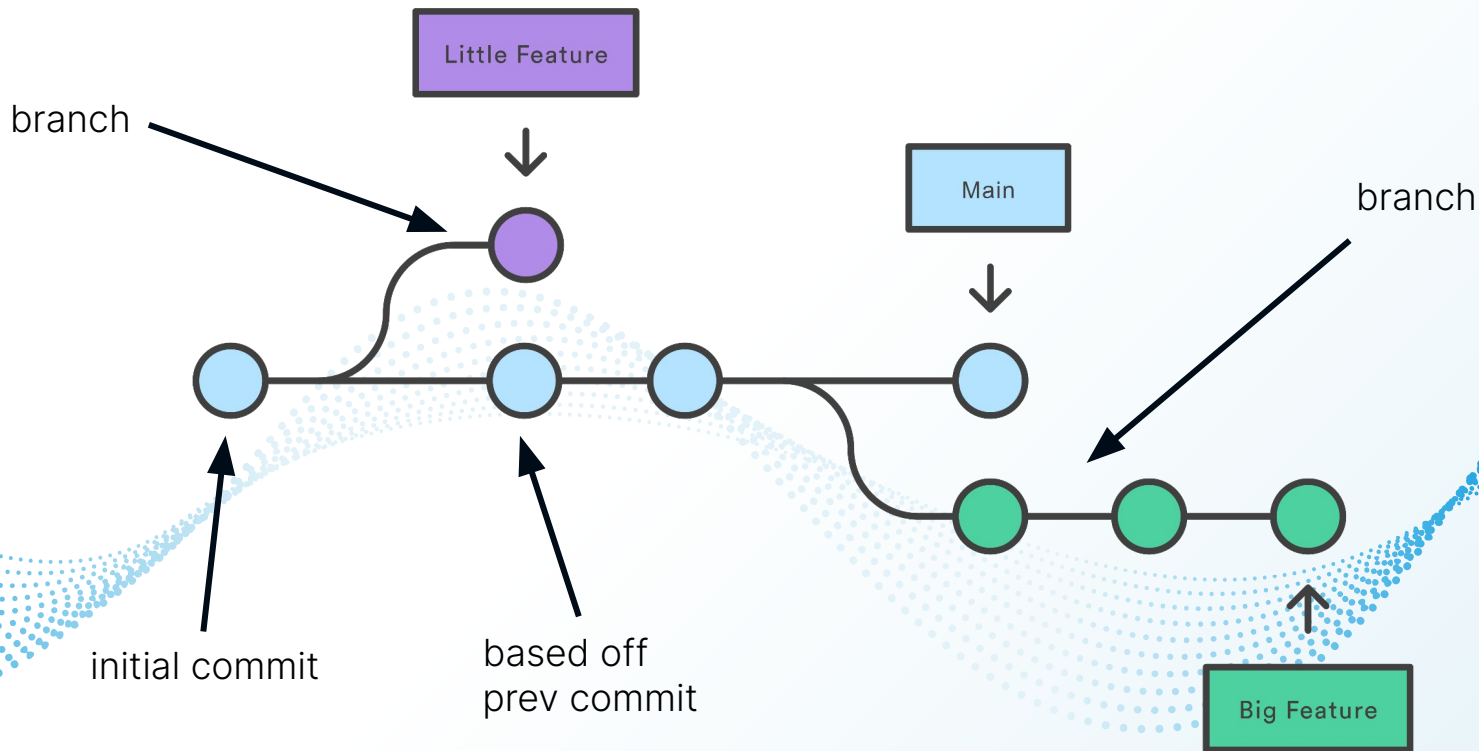 Little Feature
branch
Main
branch
initial commit
based off
prev commit
Big Feature